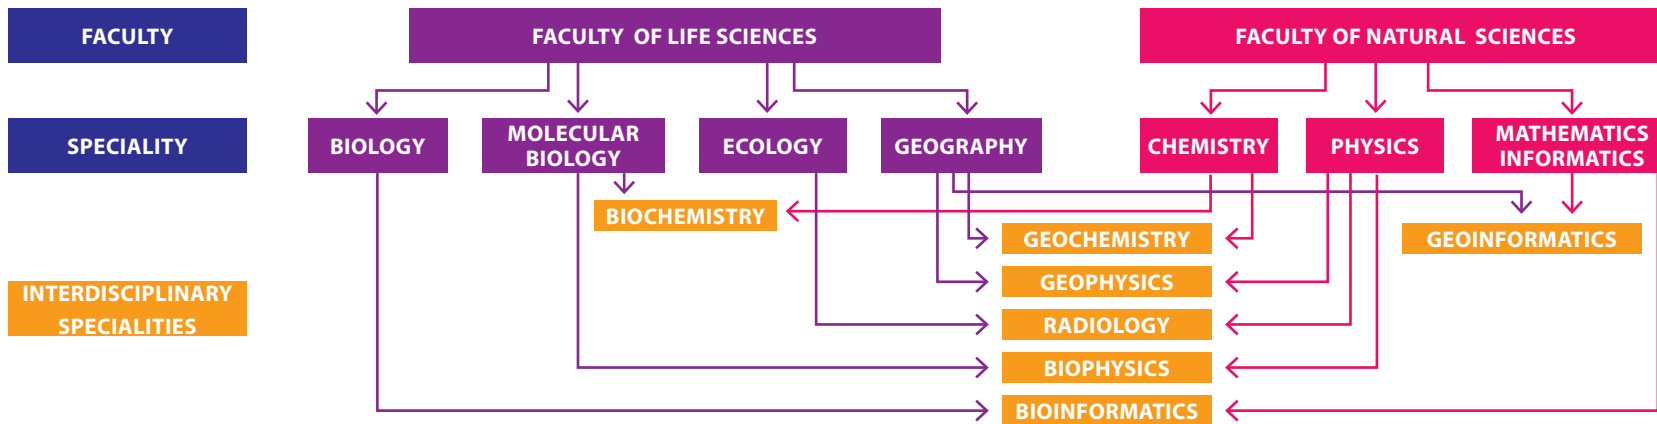 FACULTY
FACULTY OF LIFE SCIENCES
FACULTY OF NATURAL SCIENCES
SPECIALITY
BIOLOGY
MOLECULAR
BIOLOGY
ECOLOGY
GEOGRAPHY
CHEMISTRY
PHYSICS
MATHEMATICS
INFORMATICS
BIOCHEMISTRY
GEOCHEMISTRY
GEOINFORMATICS
GEOPHYSICS
INTERDISCIPLINARY
SPECIALITIES
RADIOLOGY
BIOPHYSICS
BIOINFORMATICS